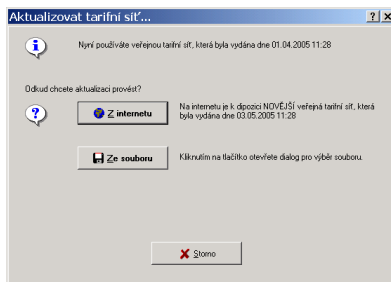 Aktualizovat tarifní síť...
Nyní používáte veřejnou tarifní síť, která byla vydána dne 01.04.2005 11:28
Odkud chcete aktualizaci provést?
Z internetu
Na internetu je k dipozici NOVĚJŠÍ veřejná tarifní síť, která
byla vydána dne 03.05.2005 11:28
Ze souboru
Kliknutím na tlačítko otevřete dialog pro výběr souboru.
Storno